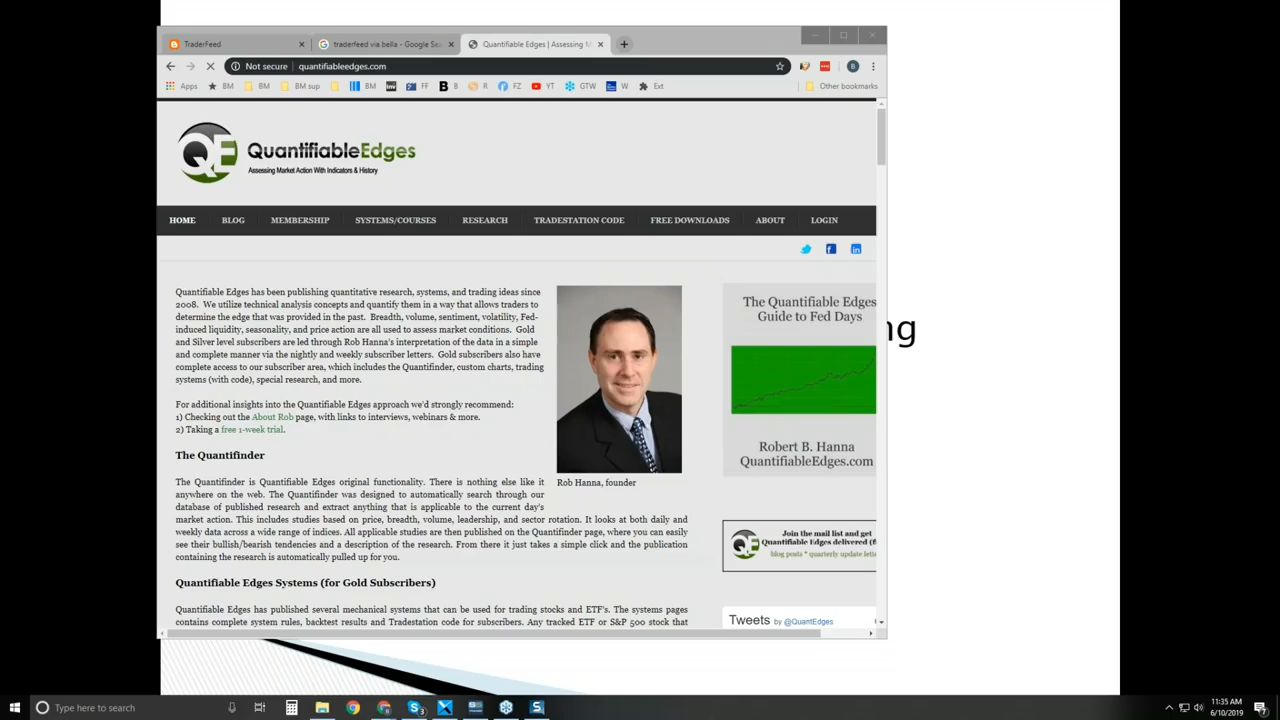 TraderFeed
traderfeed via bella - Google Sea
Quantifiable Edges | Assessing M
Not secure | quantifiableedges.com
Apps BM BM BM sup BM FF B R FZ YT GTW W Ext Other bookmarks
QE QuantifiableEdges
Assessing Market Action With Indicators & History
HOME BLOG MEMBERSHIP SYSTEMS/COURSES RESEARCH TRADESTATION CODE FREE DOWNLOADS ABOUT LOGIN
Quantifiable Edges has been publishing quantitative research, systems, and trading ideas since
2008. We utilize technical analysis concepts and quantify them in a way that allows traders to
determine the edge that was provided in the past. Breadth, volume, sentiment, volatility, Fed-
induced liquidity, seasonality, and price action are all used to assess market conditions. Gold
and Silver level subscribers are led through Rob Hanna's interpretation of the data in a simple
and complete manner via the nightly and weekly subscriber letters. Gold subscribers also have
complete access to our subscriber area, which includes the Quantifinder, custom charts, trading
systems (with code), special research, and more.
For additional insights into the Quantifiable Edges approach we'd strongly recommend:
1) Checking out the About Rob page, with links to interviews, webinars & more.
2) Taking a free 1-week trial.
Rob Hanna, founder
The Quantifinder
The Quantifinder is Quantifiable Edges original functionality. There is nothing else like it
anywhere on the web. The Quantifinder was designed to automatically search through our
database of published research and extract anything that is applicable to the current day's
market action. This includes studies based on price, breadth, volume, leadership, and sector rotation. It looks at both daily and
weekly data across a wide range of indices. All applicable studies are then published on the Quantifinder page, where you can easily
see their bullish/bearish tendencies and a description of the research. From there it just takes a simple click and the publication
containing the research is automatically pulled up for you.
Quantifiable Edges Systems (for Gold Subscribers)
Quantifiable Edges has published several mechanical systems that can be used for trading stocks and ETF's. The systems pages
contains complete system rules, backtest results and Tradestation code for subscribers. Any tracked ETF or S&P 500 stock that
The Quantifiable Edges
Guide to Fed Days
Robert B. Hanna
QuantifiableEdges.com
Join the mail list and get
Quantifiable Edges delivered (f
blog posts * quarterly update lette
Tweets by @QuantEdges
ng
Type here to search
11:35 AM
6/10/2019